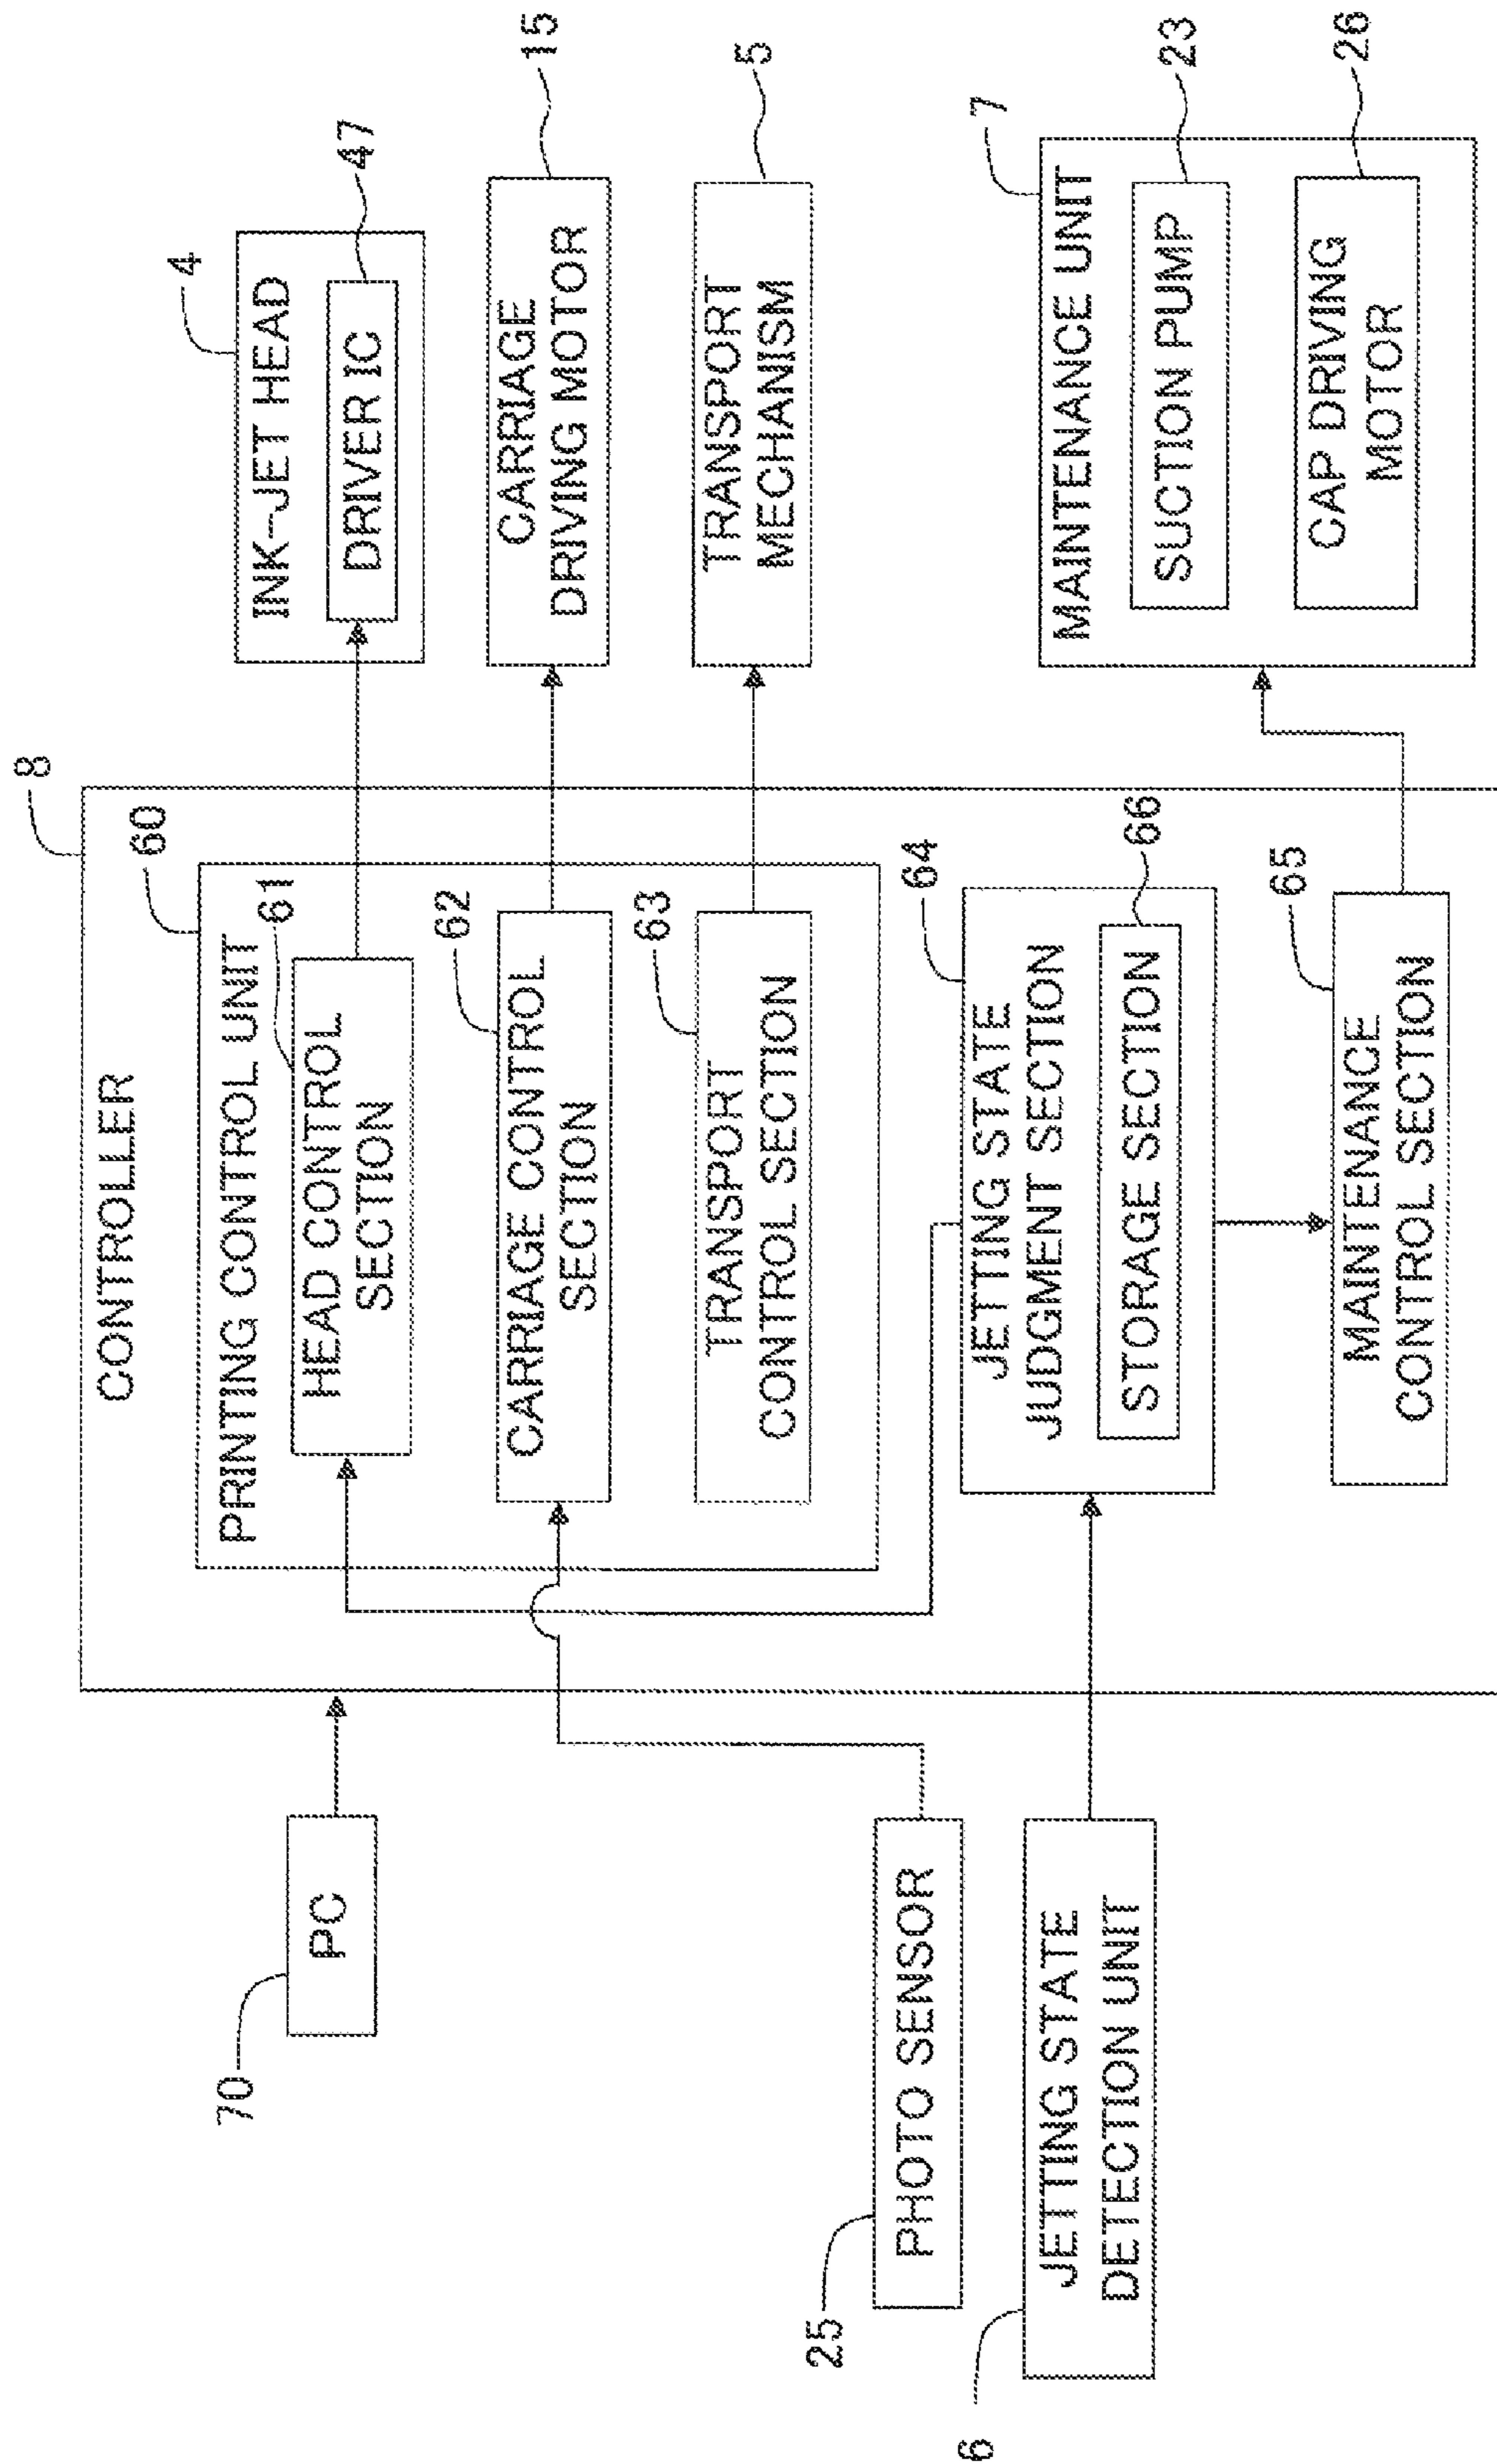 8
CONTROLLER
60
PRINTING CONTROL UNIT
61
HEAD CONTROL
SECTION
62
CARRIAGE CONTROL
SECTION
63
TRANSPORT
CONTROL SECTION
64
JETTING STATE
JUDGMENT SECTION
66
STORAGE SECTION
65
MAINTENANCE
CONTROL SECTION
70
PC
25
PHOTO SENSOR
6
JETTING STATE
DETECTION UNIT
4
INK-JET HEAD
47
DRIVER IC
15
CARRIAGE
DRIVING MOTOR
5
TRANSPORT
MECHANISM
7
MAINTENANCE UNIT
23
SUCTION PUMP
26
CAP DRIVING
MOTOR